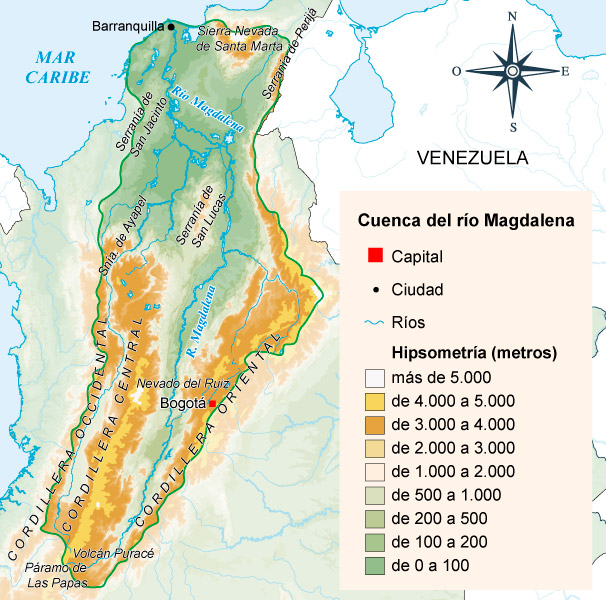 Barranquilla
Sierra Nevada
de Santa Marta
Serranía de Perijá
MAR
CARIBE
Río Magdalena
Serranía de
San Jacinto
N
O
E
S
VENEZUELA
Snía. de Ayapel
Serranía de
San Lucas
R. Magdalena
Nevado del Ruiz
Bogotá
CORDILLERA OCCIDENTAL
CORDILLERA CENTRAL
CORDILLERA ORIENTAL
Volcán Puracé
Páramo de
Las Papas
Cuenca del río Magdalena
Capital
Ciudad
Ríos
Hipsometría (metros)
más de 5.000
de 4.000 a 5.000
de 3.000 a 4.000
de 2.000 a 3.000
de 1.000 a 2.000
de 500 a 1.000
de 200 a 500
de 100 a 200
de 0 a 100